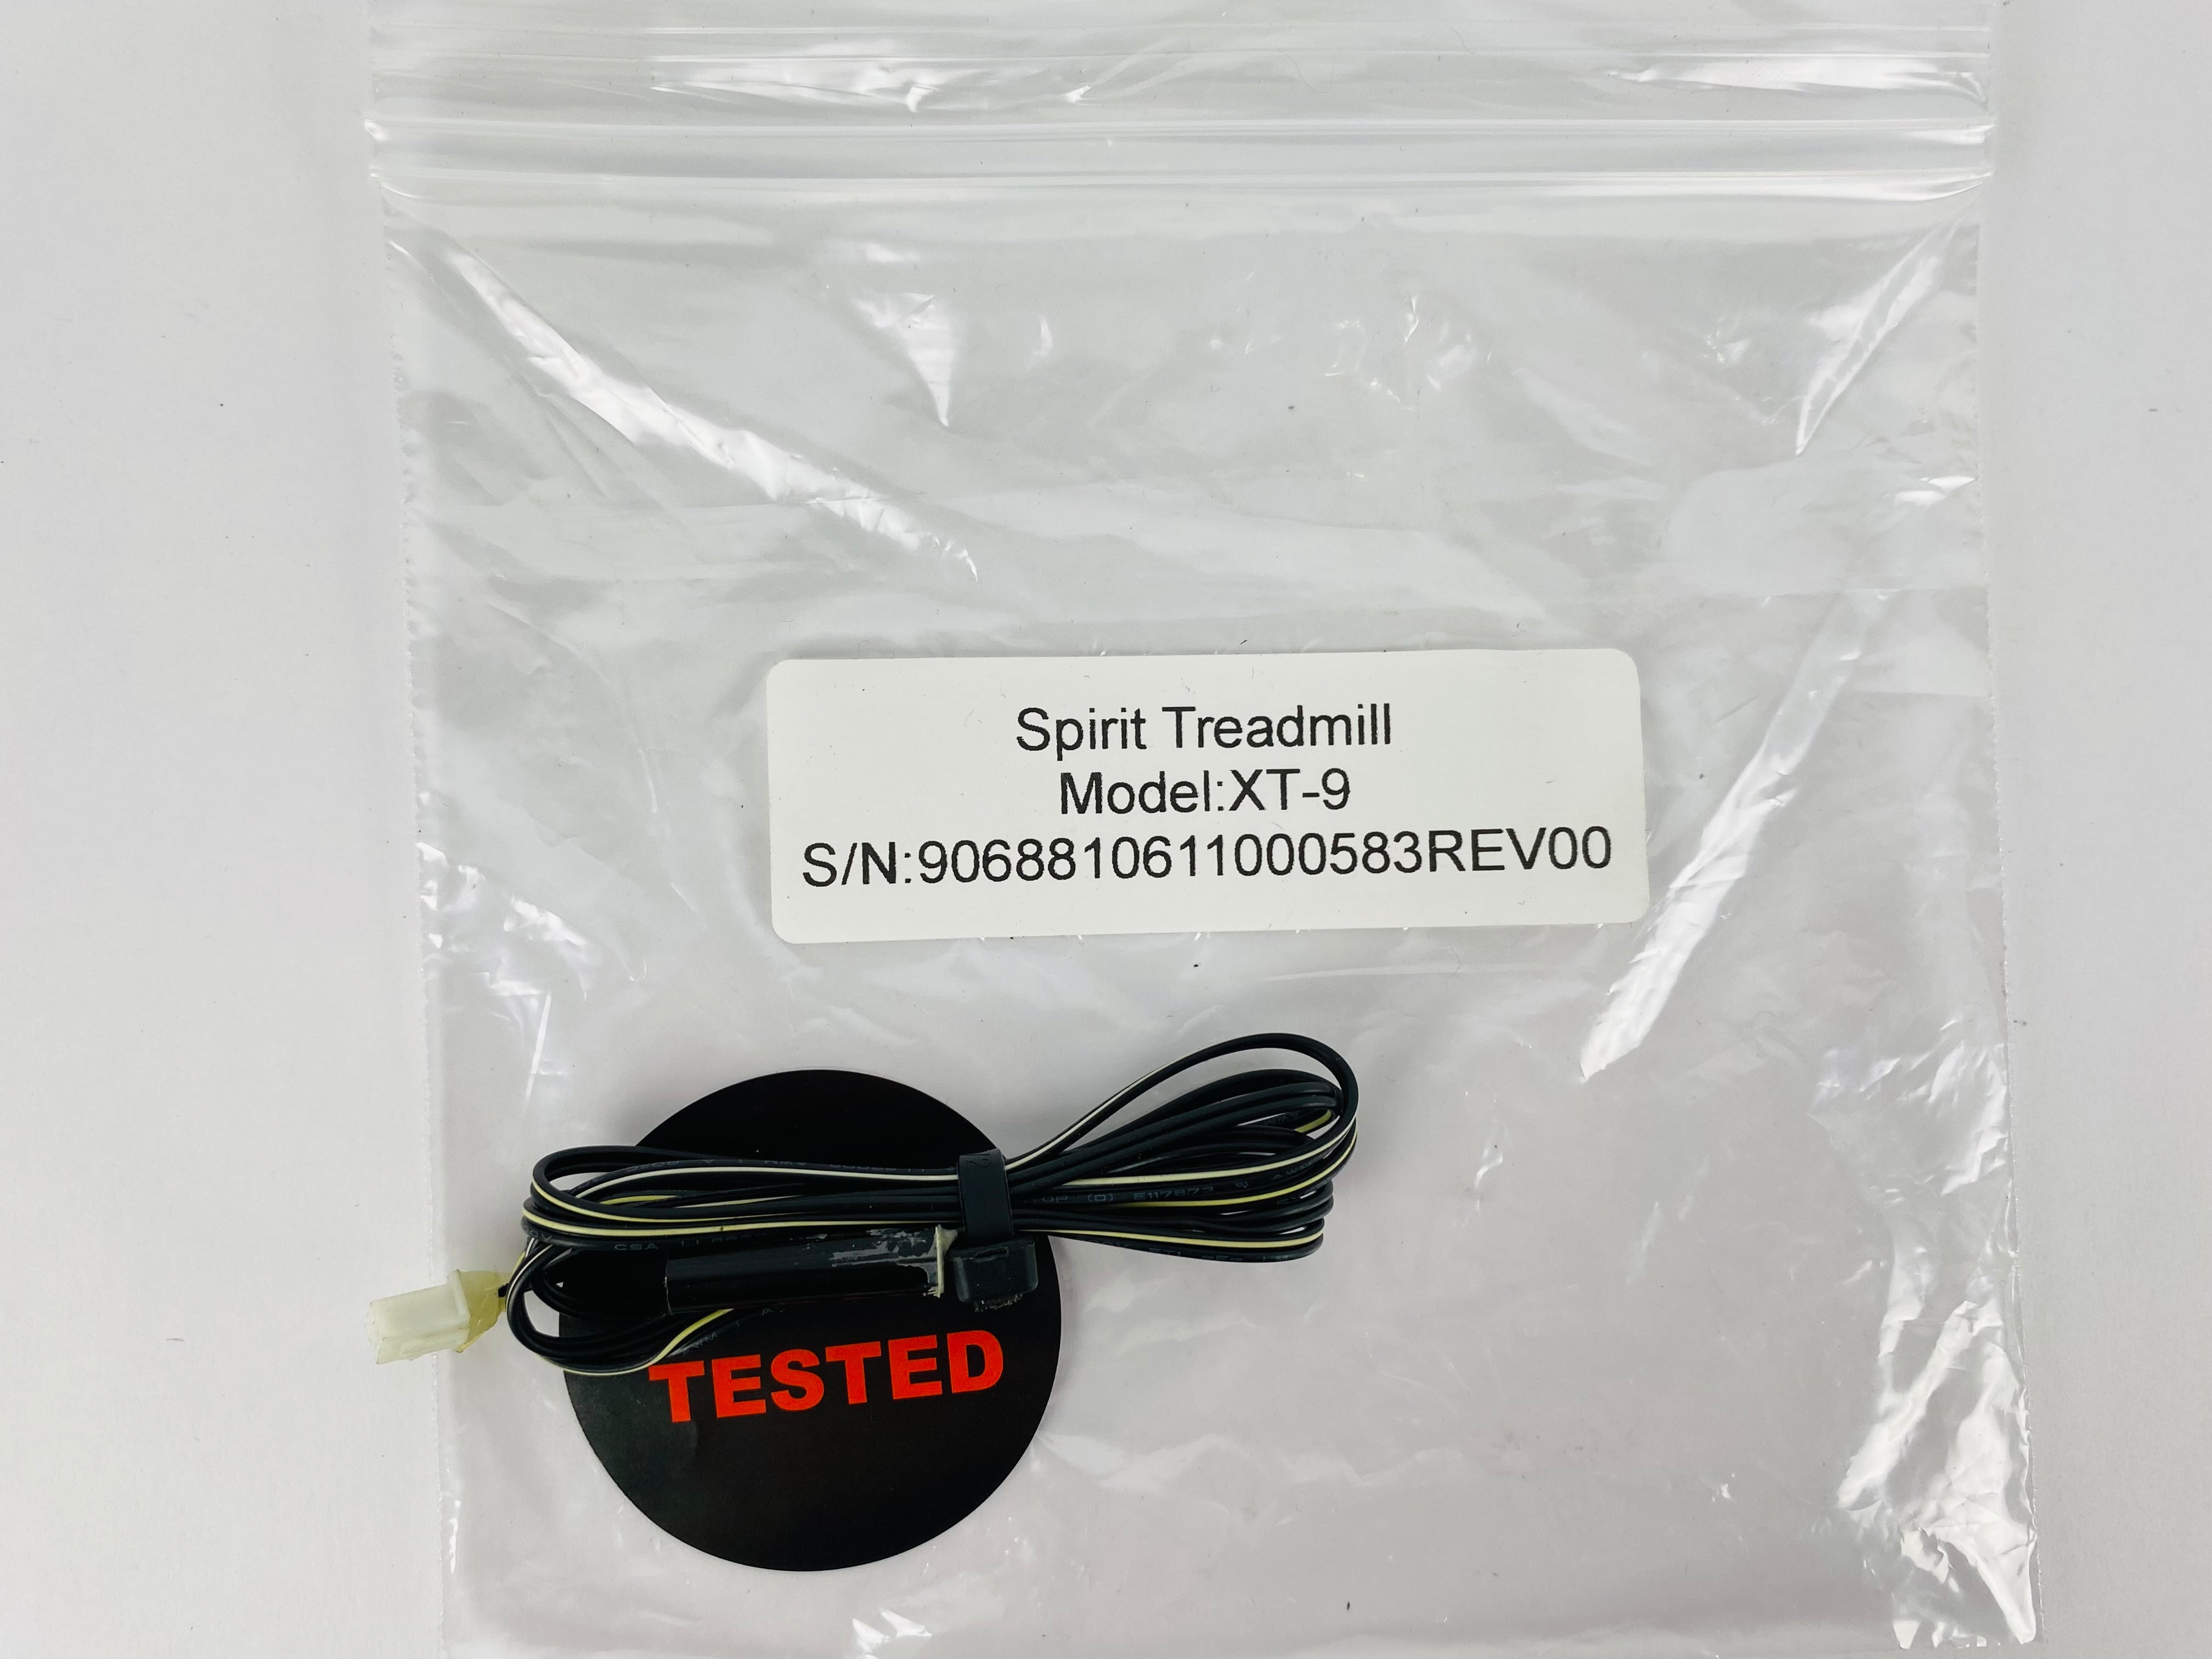 Spirit Treadmill
Model:XT-9
S/N:9068810611000583REV00
TESTED